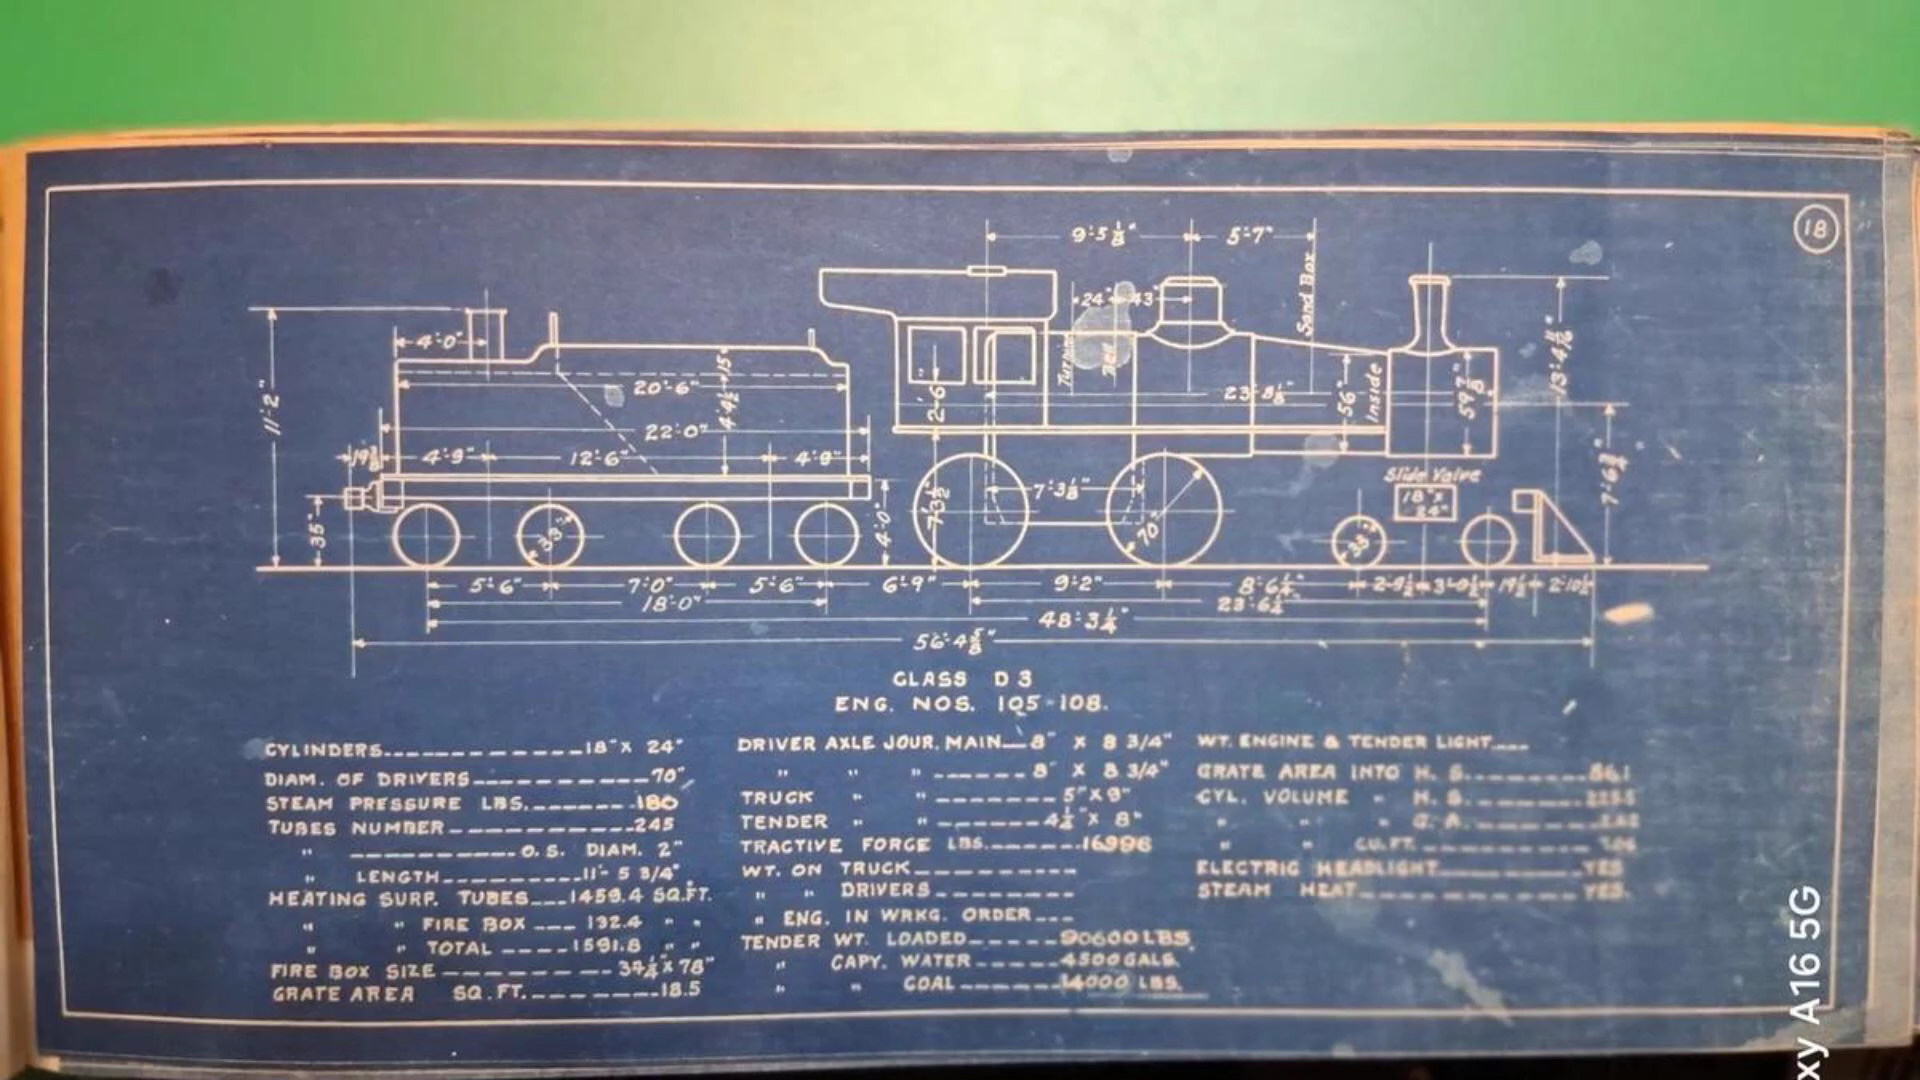 18
9'-5 1/8" 5'-7"
24" 43"
Sand Box
Turbine
Bell
4'-0"
11'-2"
20'-6"
15"
4'-4 1/2"
22'-0"
2'-6"
23'-8 1/8"
56" Inside
59 7/8"
13'-4 11/16"
7'-6 3/4"
19 3/8 4'-9" 12'-6" 4'-9"
Slide Valve
18" x 24"
35"
33"
4'-0"
7'-3 1/8"
70"
33"
5'-6" 7'-0" 5'-6" 6'-9" 9'-2" 8'-6 1/4" 2'-9 1/2 3'-0 1/2 19 1/2 2'-10 1/2
18'-0" 23'-6 1/4"
48'-3 1/4"
56'-4 5/8"
CLASS D 3
ENG. NOS. 105-108.
CYLINDERS 18" X 24"
DIAM. OF DRIVERS 70"
STEAM PRESSURE LBS. 180
TUBES NUMBER 245
" O.S. DIAM. 2"
" LENGTH 11'- 5 3/4"
HEATING SURF. TUBES 1459.4 SQ.FT.
" " FIRE BOX 132.4 " "
" " TOTAL 1591.8 " "
FIRE BOX SIZE 34 1/4" X 78"
GRATE AREA SQ.FT. 18.5
DRIVER AXLE JOUR. MAIN 8" X 8 3/4"
" " " 8" X 8 3/4"
TRUCK " " 5" X 9"
TENDER " " 4 1/4" X 8"
TRACTIVE FORCE LBS. 16996
WT. ON TRUCK
" " DRIVERS
" ENG. IN WRKG. ORDER
TENDER WT. LOADED 90600 LBS.
" CAPY. WATER 4500 GALS.
" " COAL 14000 LBS.
WT. ENGINE & TENDER LIGHT
GRATE AREA INTO H. S.
CYL. VOLUME " H. S.
" " " G. A.
" " CU. FT.
ELECTRIC HEADLIGHT YES
STEAM HEAT YES.
xy A16 5G